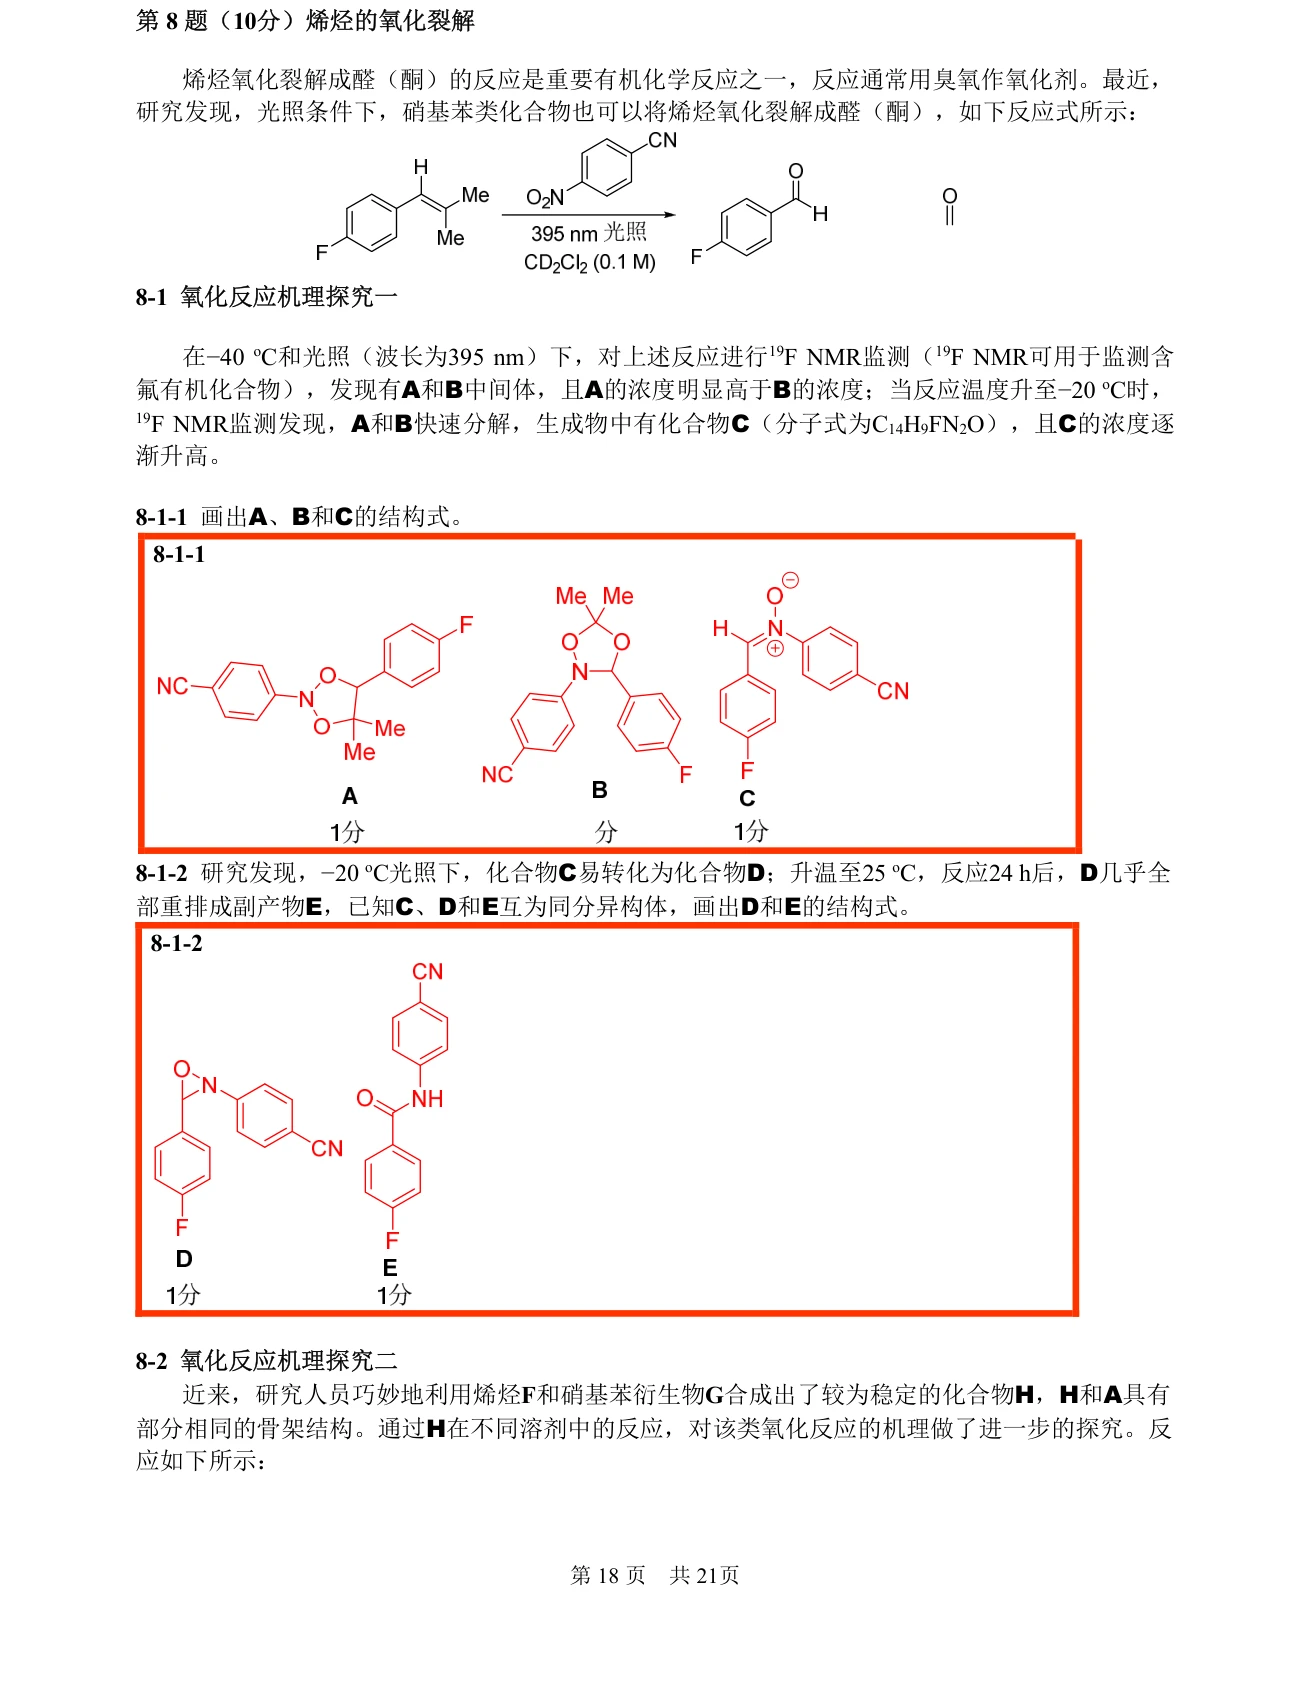 第 8 题（10分）烯烃的氧化裂解
烯烃氧化裂解成醛（酮）的反应是重要有机化学反应之一，反应通常用臭氧作氧化剂。最近，
研究发现，光照条件下，硝基苯类化合物也可以将烯烃氧化裂解成醛（酮），如下反应式所示：
H
Me
Me
F
CN
O₂N
395 nm 光照
CD₂Cl₂ (0.1 M)
O
H
F
O
8-1 氧化反应机理探究一
在−40 ºC和光照（波长为395 nm）下，对上述反应进行¹⁹F NMR监测（¹⁹F NMR可用于监测含
氟有机化合物），发现有A和B中间体，且A的浓度明显高于B的浓度；当反应温度升至−20 ºC时，
¹⁹F NMR监测发现，A和B快速分解，生成物中有化合物C（分子式为C₁₄H₉FN₂O），且C的浓度逐
渐升高。
8-1-1 画出A、B和C的结构式。
8-1-1
NC
N
O
O
F
Me
Me
A
1分
Me Me
O
O
N
NC
F
B
分
O⊖
H
N
⊕
CN
F
C
1分
8-1-2 研究发现，−20 ºC光照下，化合物C易转化为化合物D；升温至25 ºC，反应24 h后，D几乎全
部重排成副产物E，已知C、D和E互为同分异构体，画出D和E的结构式。
8-1-2
O
N
CN
F
D
1分
CN
O
NH
F
E
1分
8-2 氧化反应机理探究二
近来，研究人员巧妙地利用烯烃F和硝基苯衍生物G合成出了较为稳定的化合物H，H和A具有
部分相同的骨架结构。通过H在不同溶剂中的反应，对该类氧化反应的机理做了进一步的探究。反
应如下所示：
第 18 页 共 21页